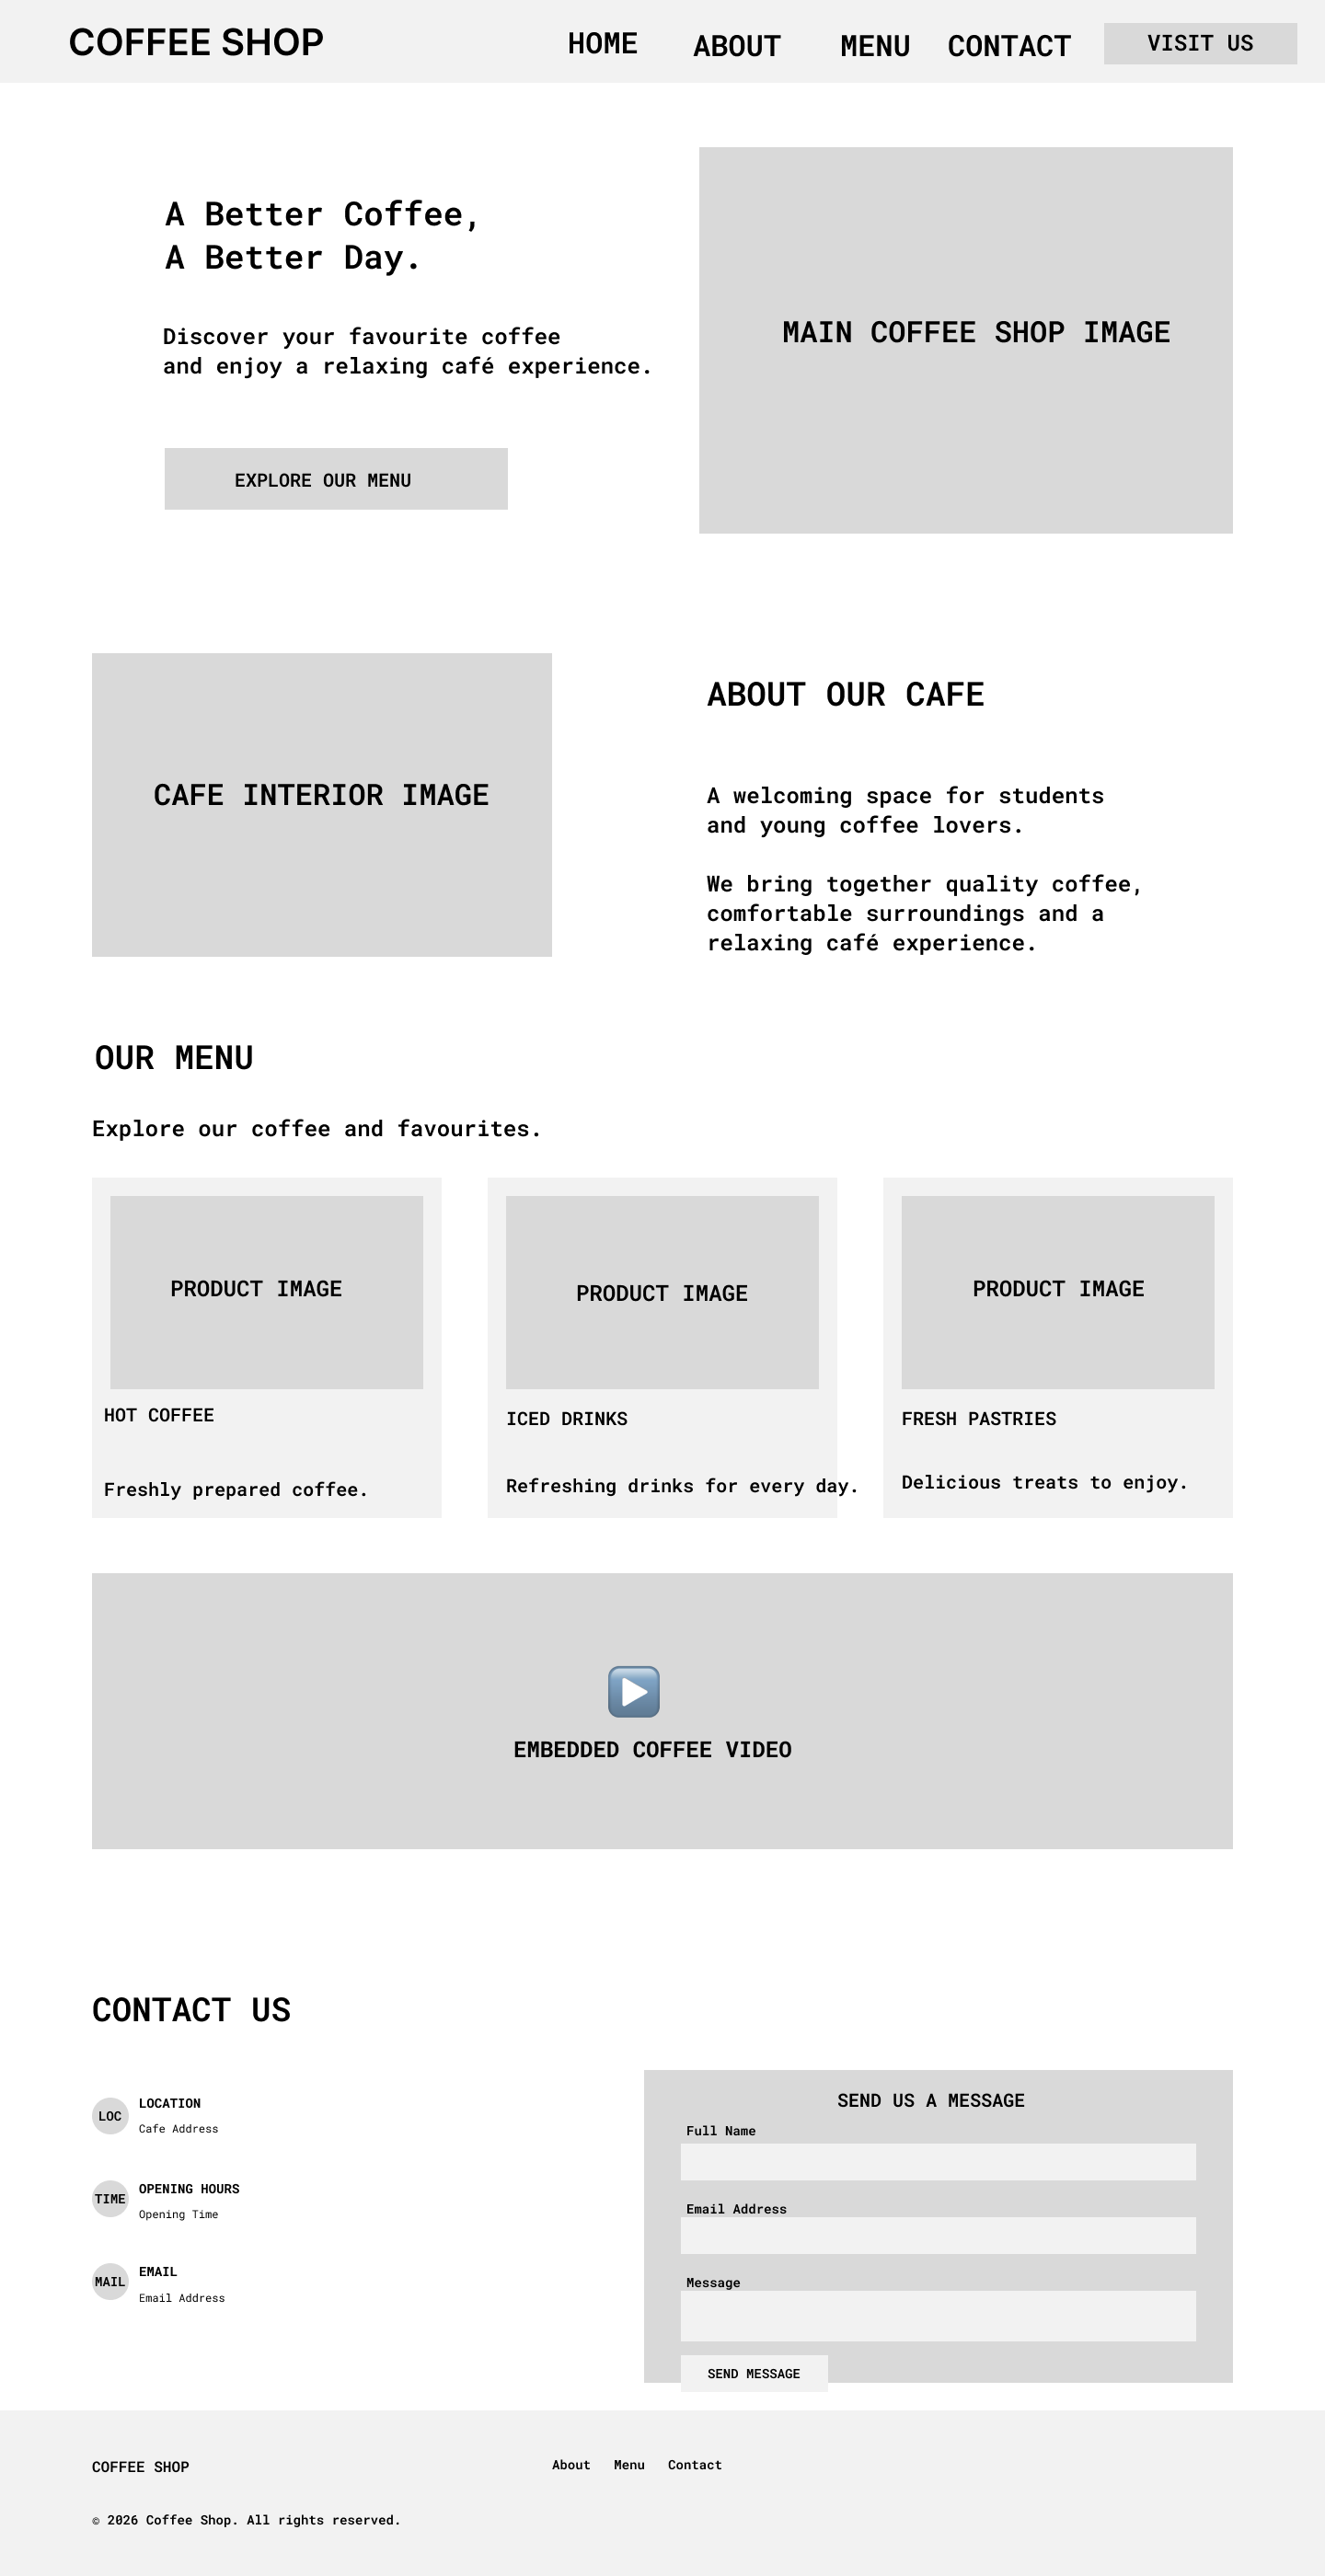 COFFEE SHOP
HOME ABOUT MENU CONTACT VISIT US
A Better Coffee,
A Better Day.
Discover your favourite coffee
and enjoy a relaxing café experience.
EXPLORE OUR MENU
MAIN COFFEE SHOP IMAGE
CAFE INTERIOR IMAGE
ABOUT OUR CAFE
A welcoming space for students
and young coffee lovers.
We bring together quality coffee,
comfortable surroundings and a
relaxing café experience.
OUR MENU
Explore our coffee and favourites.
PRODUCT IMAGE
HOT COFFEE
Freshly prepared coffee.
PRODUCT IMAGE
ICED DRINKS
Refreshing drinks for every day.
PRODUCT IMAGE
FRESH PASTRIES
Delicious treats to enjoy.
EMBEDDED COFFEE VIDEO
CONTACT US
LOC
LOCATION
Cafe Address
TIME
OPENING HOURS
Opening Time
MAIL
EMAIL
Email Address
SEND US A MESSAGE
Full Name
Email Address
Message
SEND MESSAGE
COFFEE SHOP
About Menu Contact
© 2026 Coffee Shop. All rights reserved.